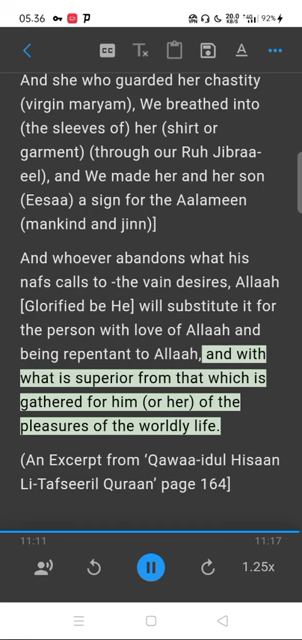 05.36
20.0
KB/S
4G
92%
CC
And she who guarded her chastity
(virgin maryam), We breathed into
(the sleeves of) her (shirt or
garment) (through our Ruh Jibraa-
eel), and We made her and her son
(Eesaa) a sign for the Aalameen
(mankind and jinn)]
And whoever abandons what his
nafs calls to -the vain desires, Allaah
[Glorified be He] will substitute it for
the person with love of Allaah and
being repentant to Allaah, and with
what is superior from that which is
gathered for him (or her) of the
pleasures of the worldly life.
(An Excerpt from ‘Qawaa-idul Hisaan
Li-Tafseeril Quraan’ page 164]
11:11 11:17
1.25x